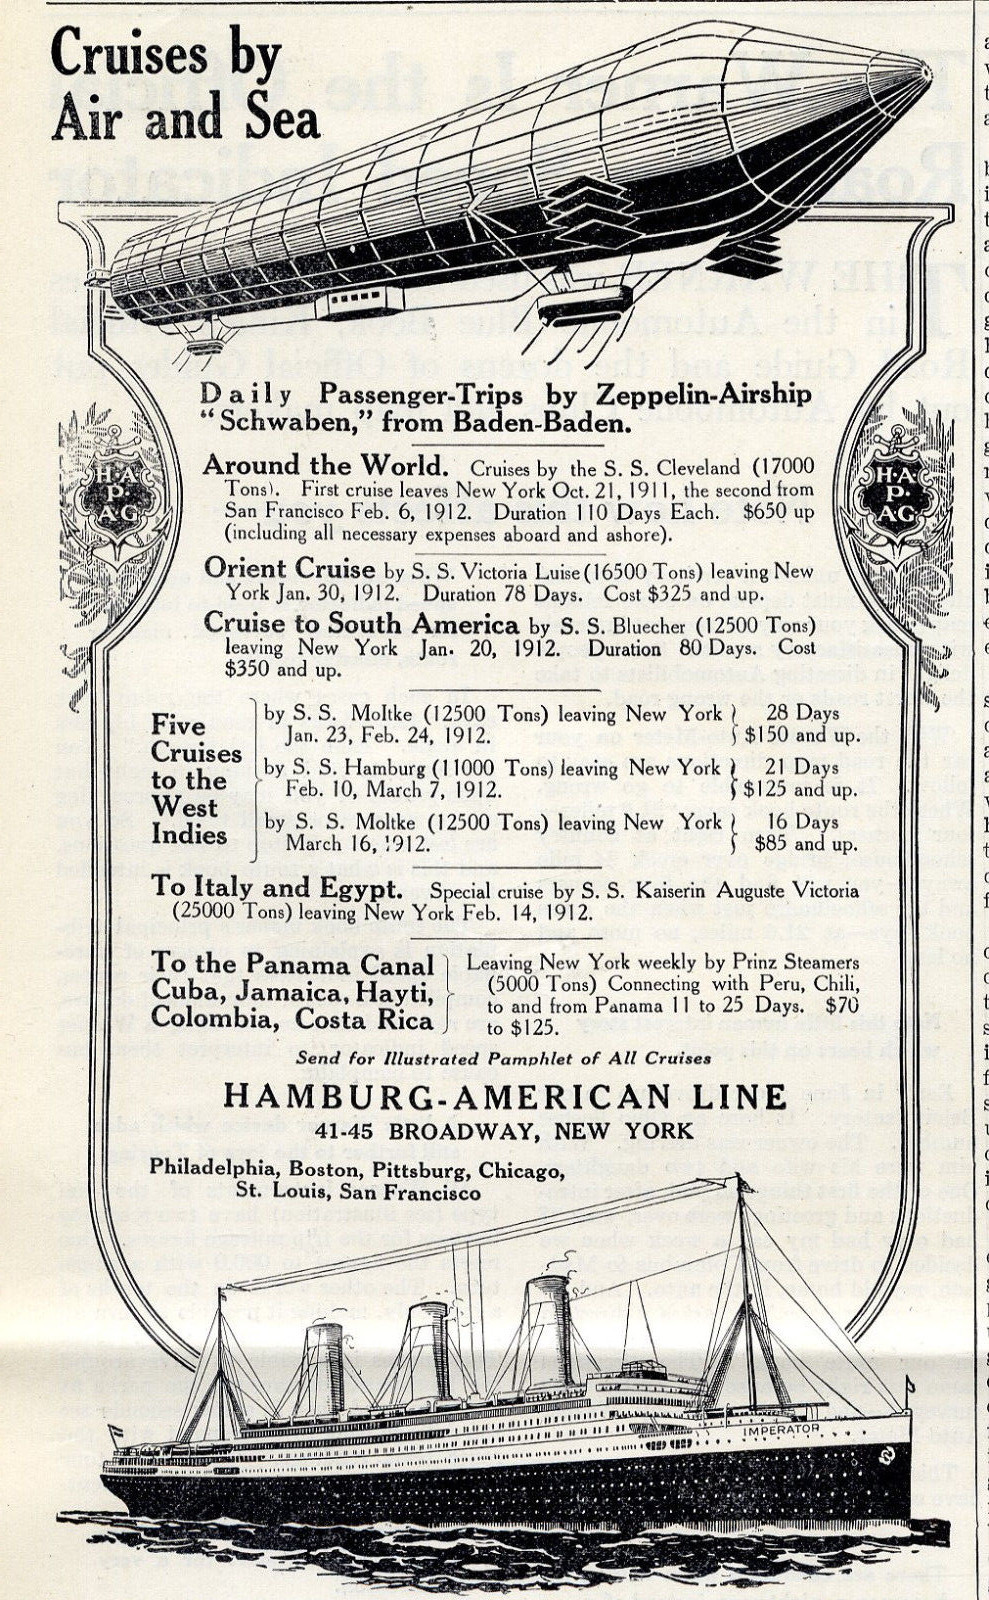 Cruises by
Air and Sea
Daily Passenger-Trips by Zeppelin-Airship
"Schwaben," from Baden-Baden.
H·A
P·
A·G
H·A
P·
A·G
Around the World. Cruises by the S. S. Cleveland (17000
Tons). First cruise leaves New York Oct. 21, 1911, the second from
San Francisco Feb. 6, 1912. Duration 110 Days Each. $650 up
(including all necessary expenses aboard and ashore).
Orient Cruise by S. S. Victoria Luise (16500 Tons) leaving New
York Jan. 30, 1912. Duration 78 Days. Cost $325 and up.
Cruise to South America by S. S. Bluecher (12500 Tons)
leaving New York Jan. 20, 1912. Duration 80 Days. Cost
$350 and up.
Five
Cruises
to the
West
Indies
by S. S. Moltke (12500 Tons) leaving New York
Jan. 23, Feb. 24, 1912.
28 Days
$150 and up.
by S. S. Hamburg (11000 Tons) leaving New York
Feb. 10, March 7, 1912.
21 Days
$125 and up.
by S. S. Moltke (12500 Tons) leaving New York
March 16, 1912.
16 Days
$85 and up.
To Italy and Egypt. Special cruise by S. S. Kaiserin Auguste Victoria
(25000 Tons) leaving New York Feb. 14, 1912.
To the Panama Canal
Cuba, Jamaica, Hayti,
Colombia, Costa Rica
Leaving New York weekly by Prinz Steamers
(5000 Tons) Connecting with Peru, Chili,
to and from Panama 11 to 25 Days. $70
to $125.
Send for Illustrated Pamphlet of All Cruises
HAMBURG-AMERICAN LINE
41-45 BROADWAY, NEW YORK
Philadelphia, Boston, Pittsburg, Chicago,
St. Louis, San Francisco
IMPERATOR